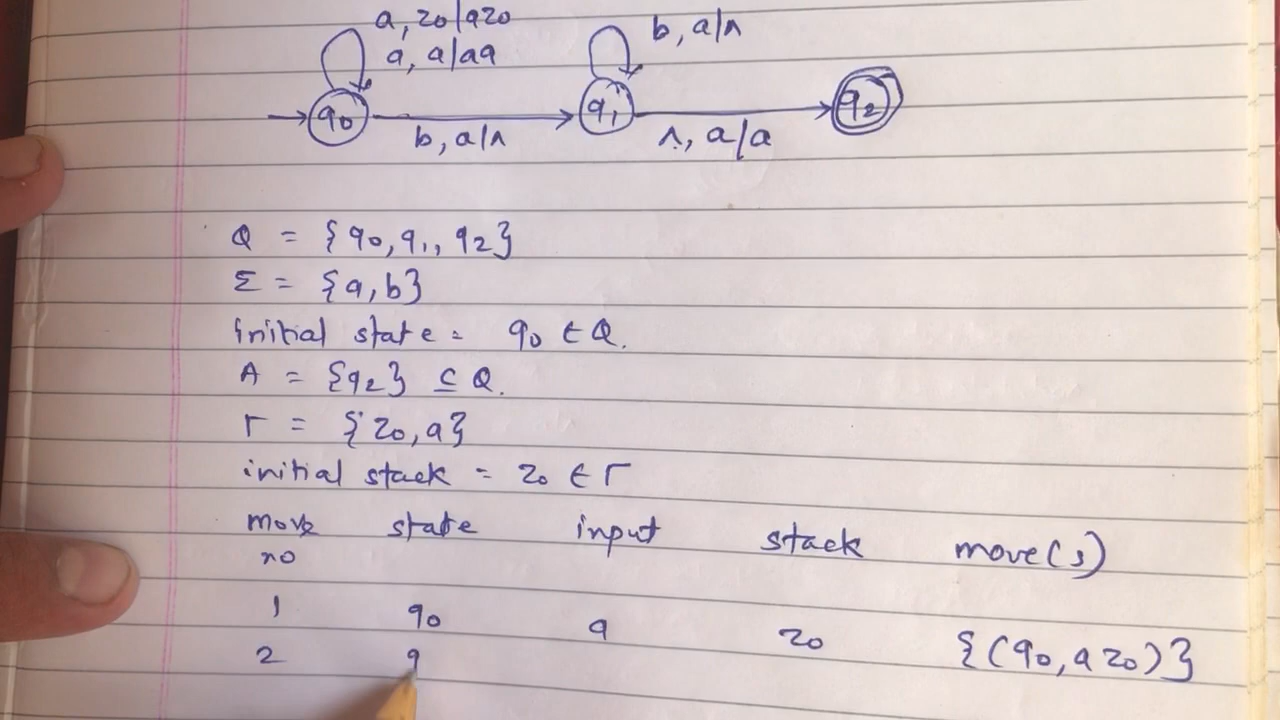 a, z0/az0
a, a/aa
b, a/Λ
q0
q1
q2
b, a/Λ
Λ, a/a
Q = {q0, q1, q2}
Σ = {a, b}
initial state = q0 ∈ Q.
A = {q2} ⊆ Q.
Γ = {z0, a}
initial stack = z0 ∈ Γ
move no state input stack move(s)
1 q0 a z0 {(q0, az0)}
2 q